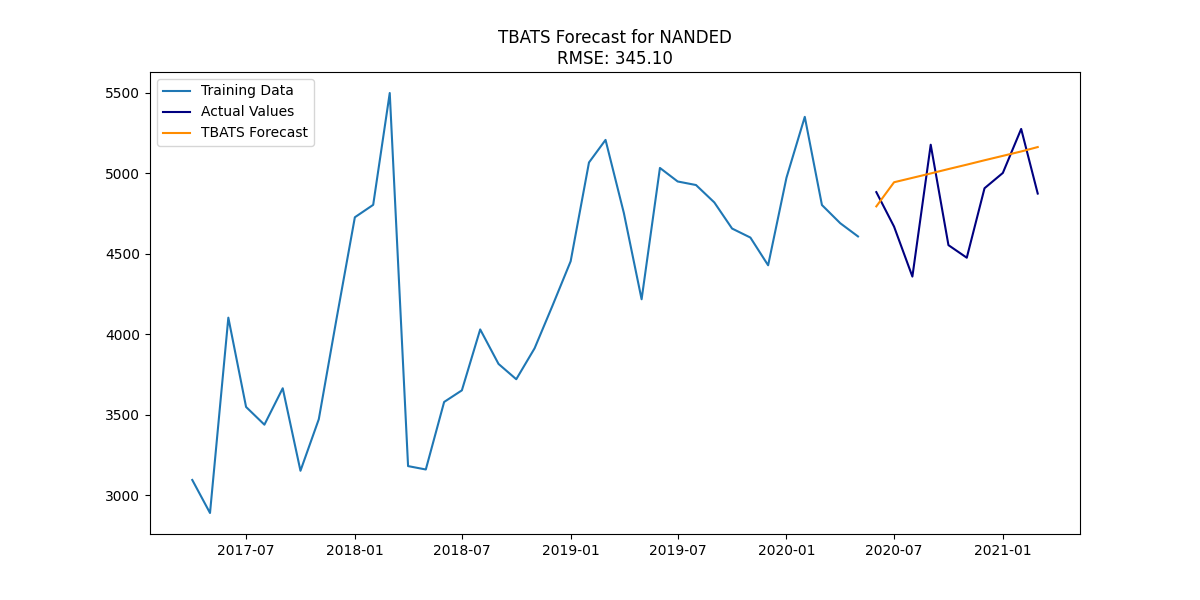 TBATS Forecast for NANDED
RMSE: 345.10
Training Data
Actual Values
TBATS Forecast
5500
5000
4500
4000
3500
3000
2017-07 2018-01 2018-07 2019-01 2019-07 2020-01 2020-07 2021-01